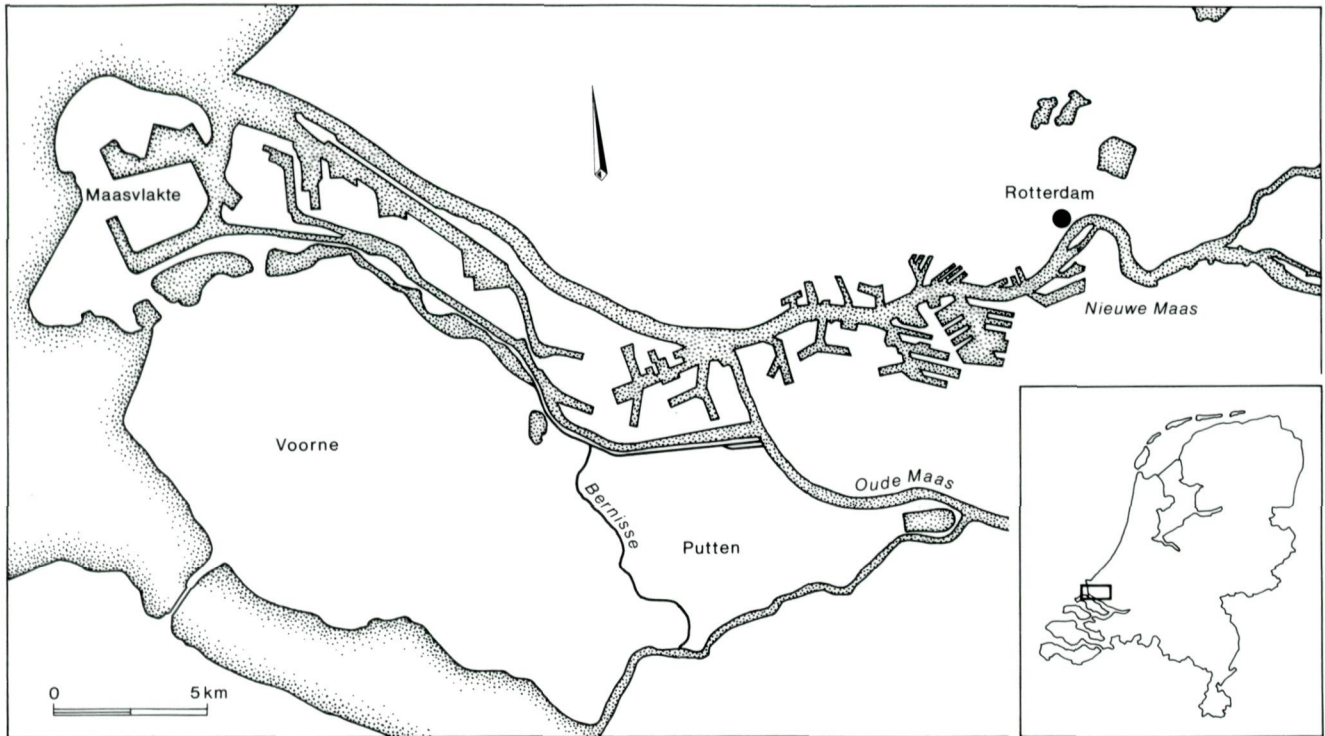 Maasvlakte
Rotterdam
Nieuwe Maas
Voorne
Oude Maas
Bernisse
Putten
0 5 km